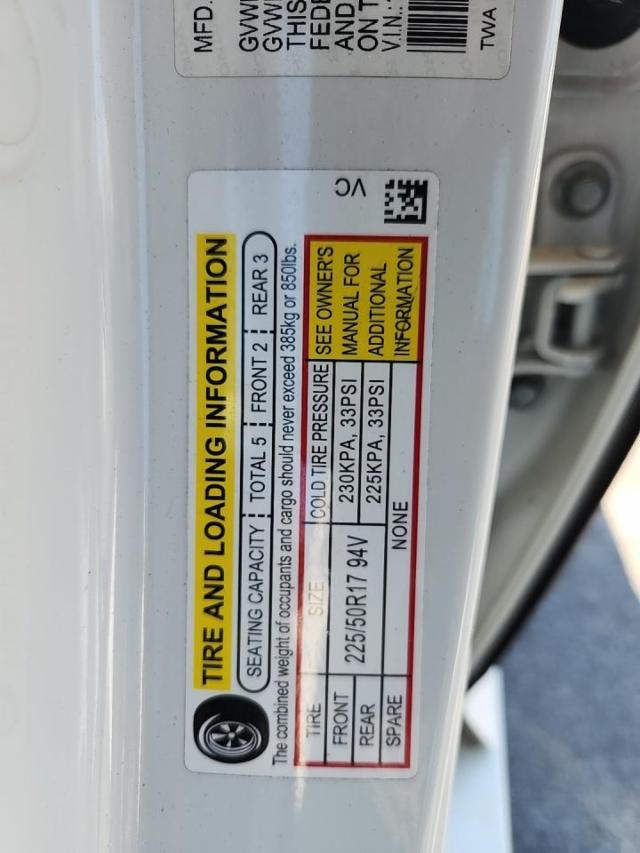 MFD.
GVW
GVW
THIS
FEDE
AND
ON T
V.I.N.:
TWA
VC
TIRE AND LOADING INFORMATION
SEATING CAPACITY TOTAL 5 FRONT 2 REAR 3
The combined weight of occupants and cargo should never exceed 385kg or 850lbs.
TIRE SIZE COLD TIRE PRESSURE SEE OWNER'S
FRONT 225/50R17 94V 230KPA, 33PSI MANUAL FOR
REAR 225KPA, 33PSI ADDITIONAL
SPARE NONE INFORMATION